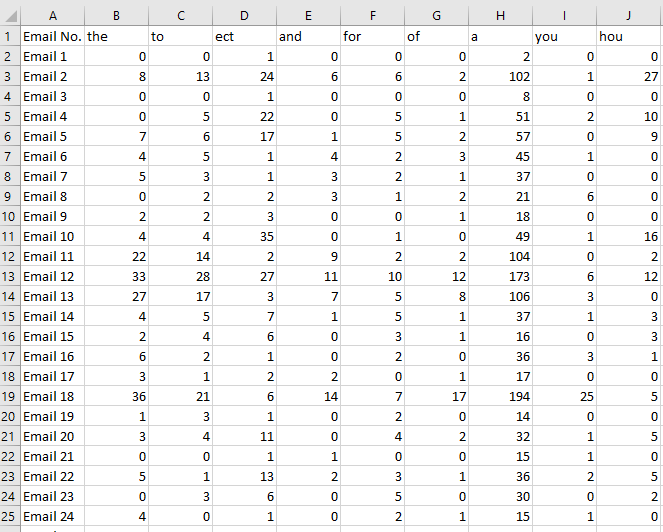 A B C D E F G H I J
1 Email No. the to ect and for of a you hou
2 Email 1 0 0 1 0 0 0 2 0 0
3 Email 2 8 13 24 6 6 2 102 1 27
4 Email 3 0 0 1 0 0 0 8 0 0
5 Email 4 0 5 22 0 5 1 51 2 10
6 Email 5 7 6 17 1 5 2 57 0 9
7 Email 6 4 5 1 4 2 3 45 1 0
8 Email 7 5 3 1 3 2 1 37 0 0
9 Email 8 0 2 2 3 1 2 21 6 0
10 Email 9 2 2 3 0 0 1 18 0 0
11 Email 10 4 4 35 0 1 0 49 1 16
12 Email 11 22 14 2 9 2 2 104 0 2
13 Email 12 33 28 27 11 10 12 173 6 12
14 Email 13 27 17 3 7 5 8 106 3 0
15 Email 14 4 5 7 1 5 1 37 1 3
16 Email 15 2 4 6 0 3 1 16 0 3
17 Email 16 6 2 1 0 2 0 36 3 1
18 Email 17 3 1 2 2 0 1 17 0 0
19 Email 18 36 21 6 14 7 17 194 25 5
20 Email 19 1 3 1 0 2 0 14 0 0
21 Email 20 3 4 11 0 4 2 32 1 5
22 Email 21 0 0 1 1 0 0 15 1 0
23 Email 22 5 1 13 2 3 1 36 2 5
24 Email 23 0 3 6 0 5 0 30 0 2
25 Email 24 4 0 1 0 2 1 15 1 0